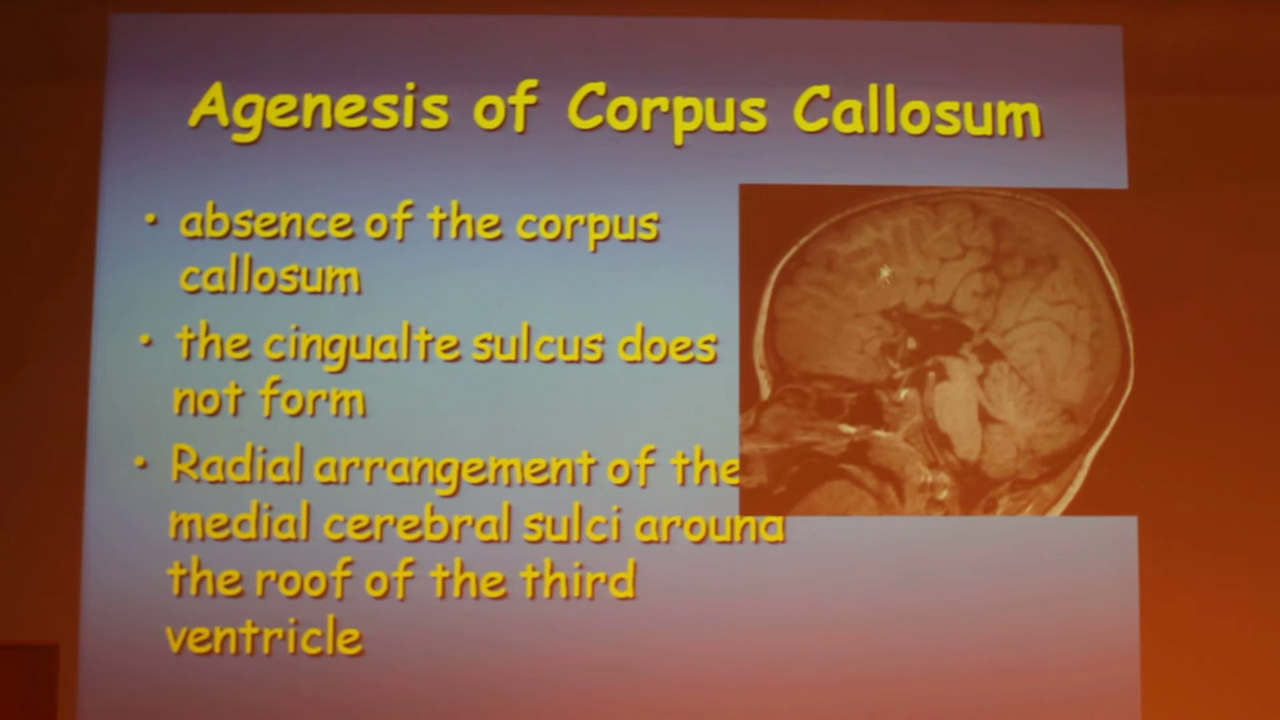 Agenesis of Corpus Callosum
• absence of the corpus
callosum
• the cingualte sulcus does
not form
• Radial arrangement of the
medial cerebral sulci around
the roof of the third
ventricle